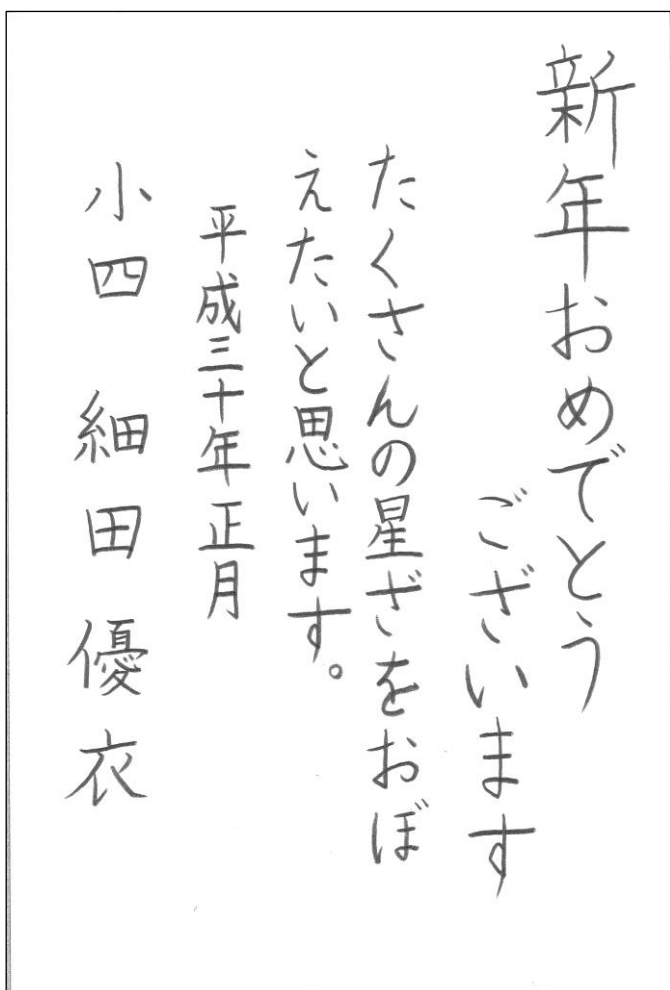 新年おめでとう
ございます
たくさんの星ざをおぼ
えたいと思います。
平成三十年正月
小四 細田優衣